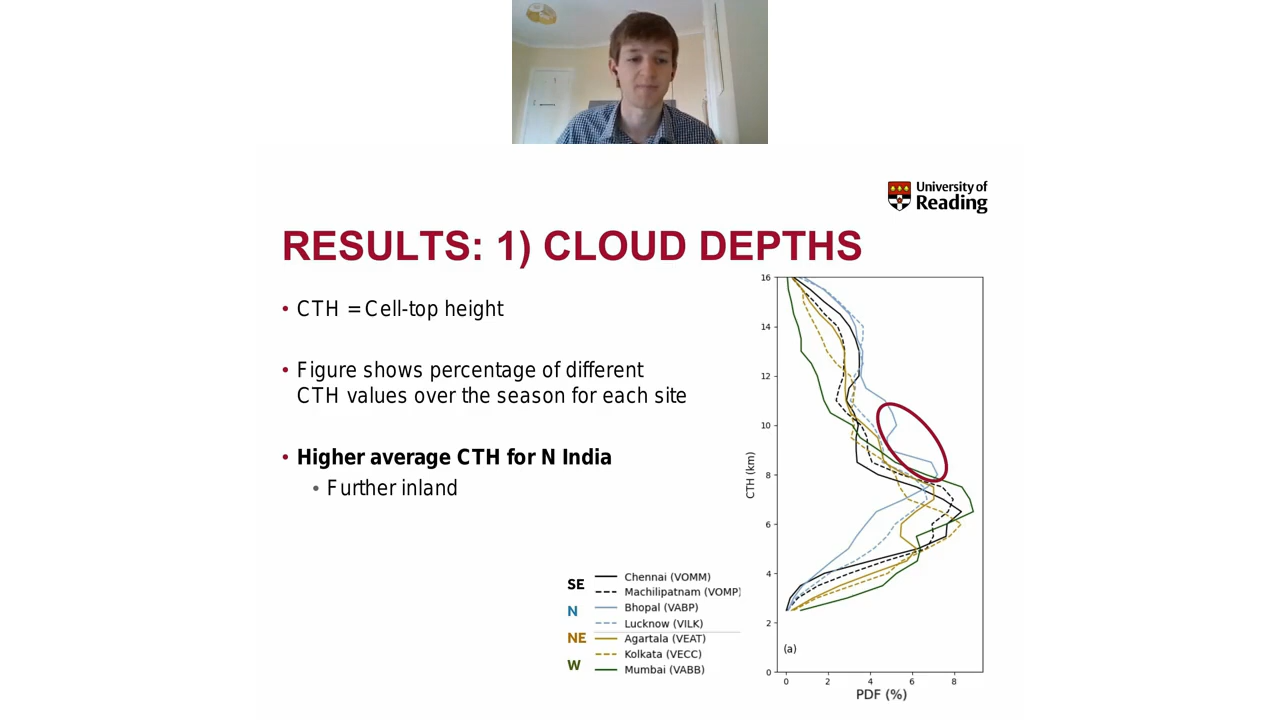 University of
Reading
RESULTS: 1) CLOUD DEPTHS
• CTH = Cell-top height
• Figure shows percentage of different
CTH values over the season for each site
• Higher average CTH for N India
• Further inland
SE
N
NE
W
Chennai (VOMM)
Machilipatnam (VOMP)
Bhopal (VABP)
Lucknow (VILK)
Agartala (VEAT)
Kolkata (VECC)
Mumbai (VABB)
CTH (km)
16
14
12
10
8
6
4
2
0
(a)
0 2 4 6 8
PDF (%)